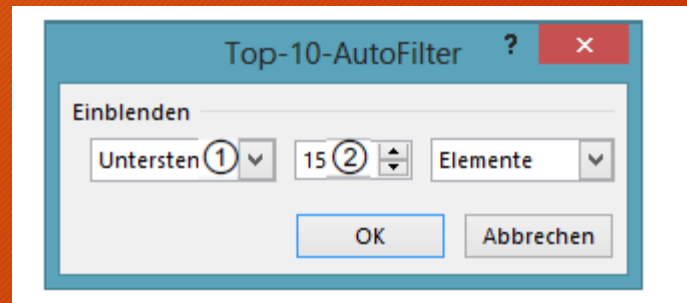 Top-10-AutoFilter ? ×
Einblenden
Untersten ① 15 ② Elemente
OK Abbrechen